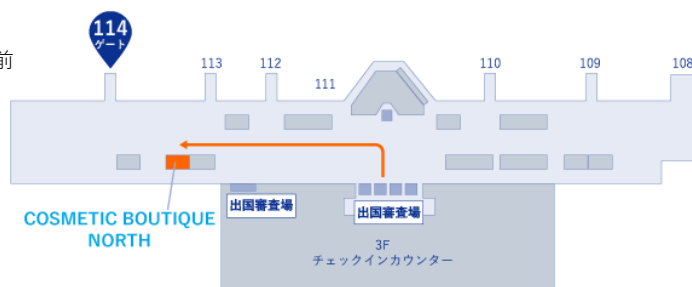 114
ゲート
前
113
112
111
110
109
108
出国審査場
出国審査場
COSMETIC BOUTIQUE
NORTH
3F
チェックインカウンター